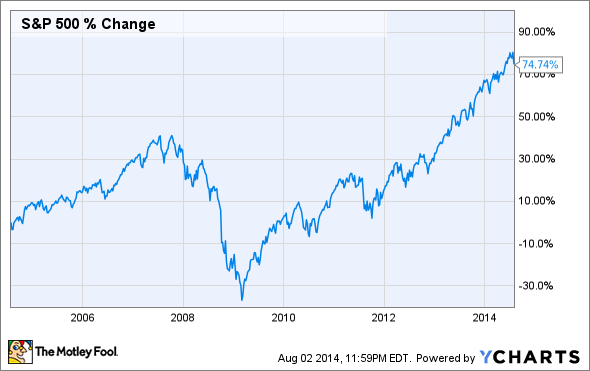 S&P 500 % Change
90.00%
74.74%
70.00%
50.00%
30.00%
10.00%
-10.0%
-30.0%
2006 2008 2010 2012 2014
The Motley Fool.
Aug 02 2014, 11:59PM EDT. Powered by YCHARTS